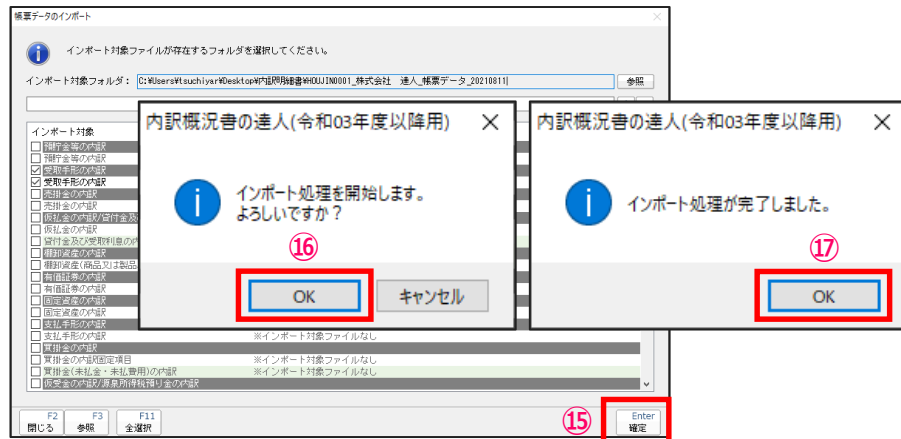 帳票データのインポート
インポート対象ファイルが存在するフォルダを選択してください。
インポート対象フォルダ： C:¥Users¥tsuchiyar¥Desktop¥内訳明細書¥HOUJIN0001_株式会社　達人_帳票データ_20210811 参照
インポート対象
預貯金等の内訳
預貯金等の内訳
受取手形の内訳
受取手形の内訳
売掛金の内訳
売掛金の内訳
仮払金の内訳/貸付金及
仮払金の内訳
貸付金及び受取利息の内
棚卸資産の内訳
棚卸資産(商品又は製品
有価証券の内訳
有価証券の内訳
固定資産の内訳
固定資産の内訳
支払手形の内訳
支払手形の内訳 ※インポート対象ファイルなし
買掛金の内訳
買掛金の内訳固定項目 ※インポート対象ファイルなし
買掛金(未払金・未払費用)の内訳 ※インポート対象ファイルなし
仮受金の内訳/源泉所得税預り金の内訳
内訳概況書の達人(令和03年度以降用)
インポート処理を開始します。
よろしいですか？
⑯
OK キャンセル
内訳概況書の達人(令和03年度以降用)
インポート処理が完了しました。
⑰
OK
F2 閉じる
F3 参照
F11 全選択
⑮
Enter 確定